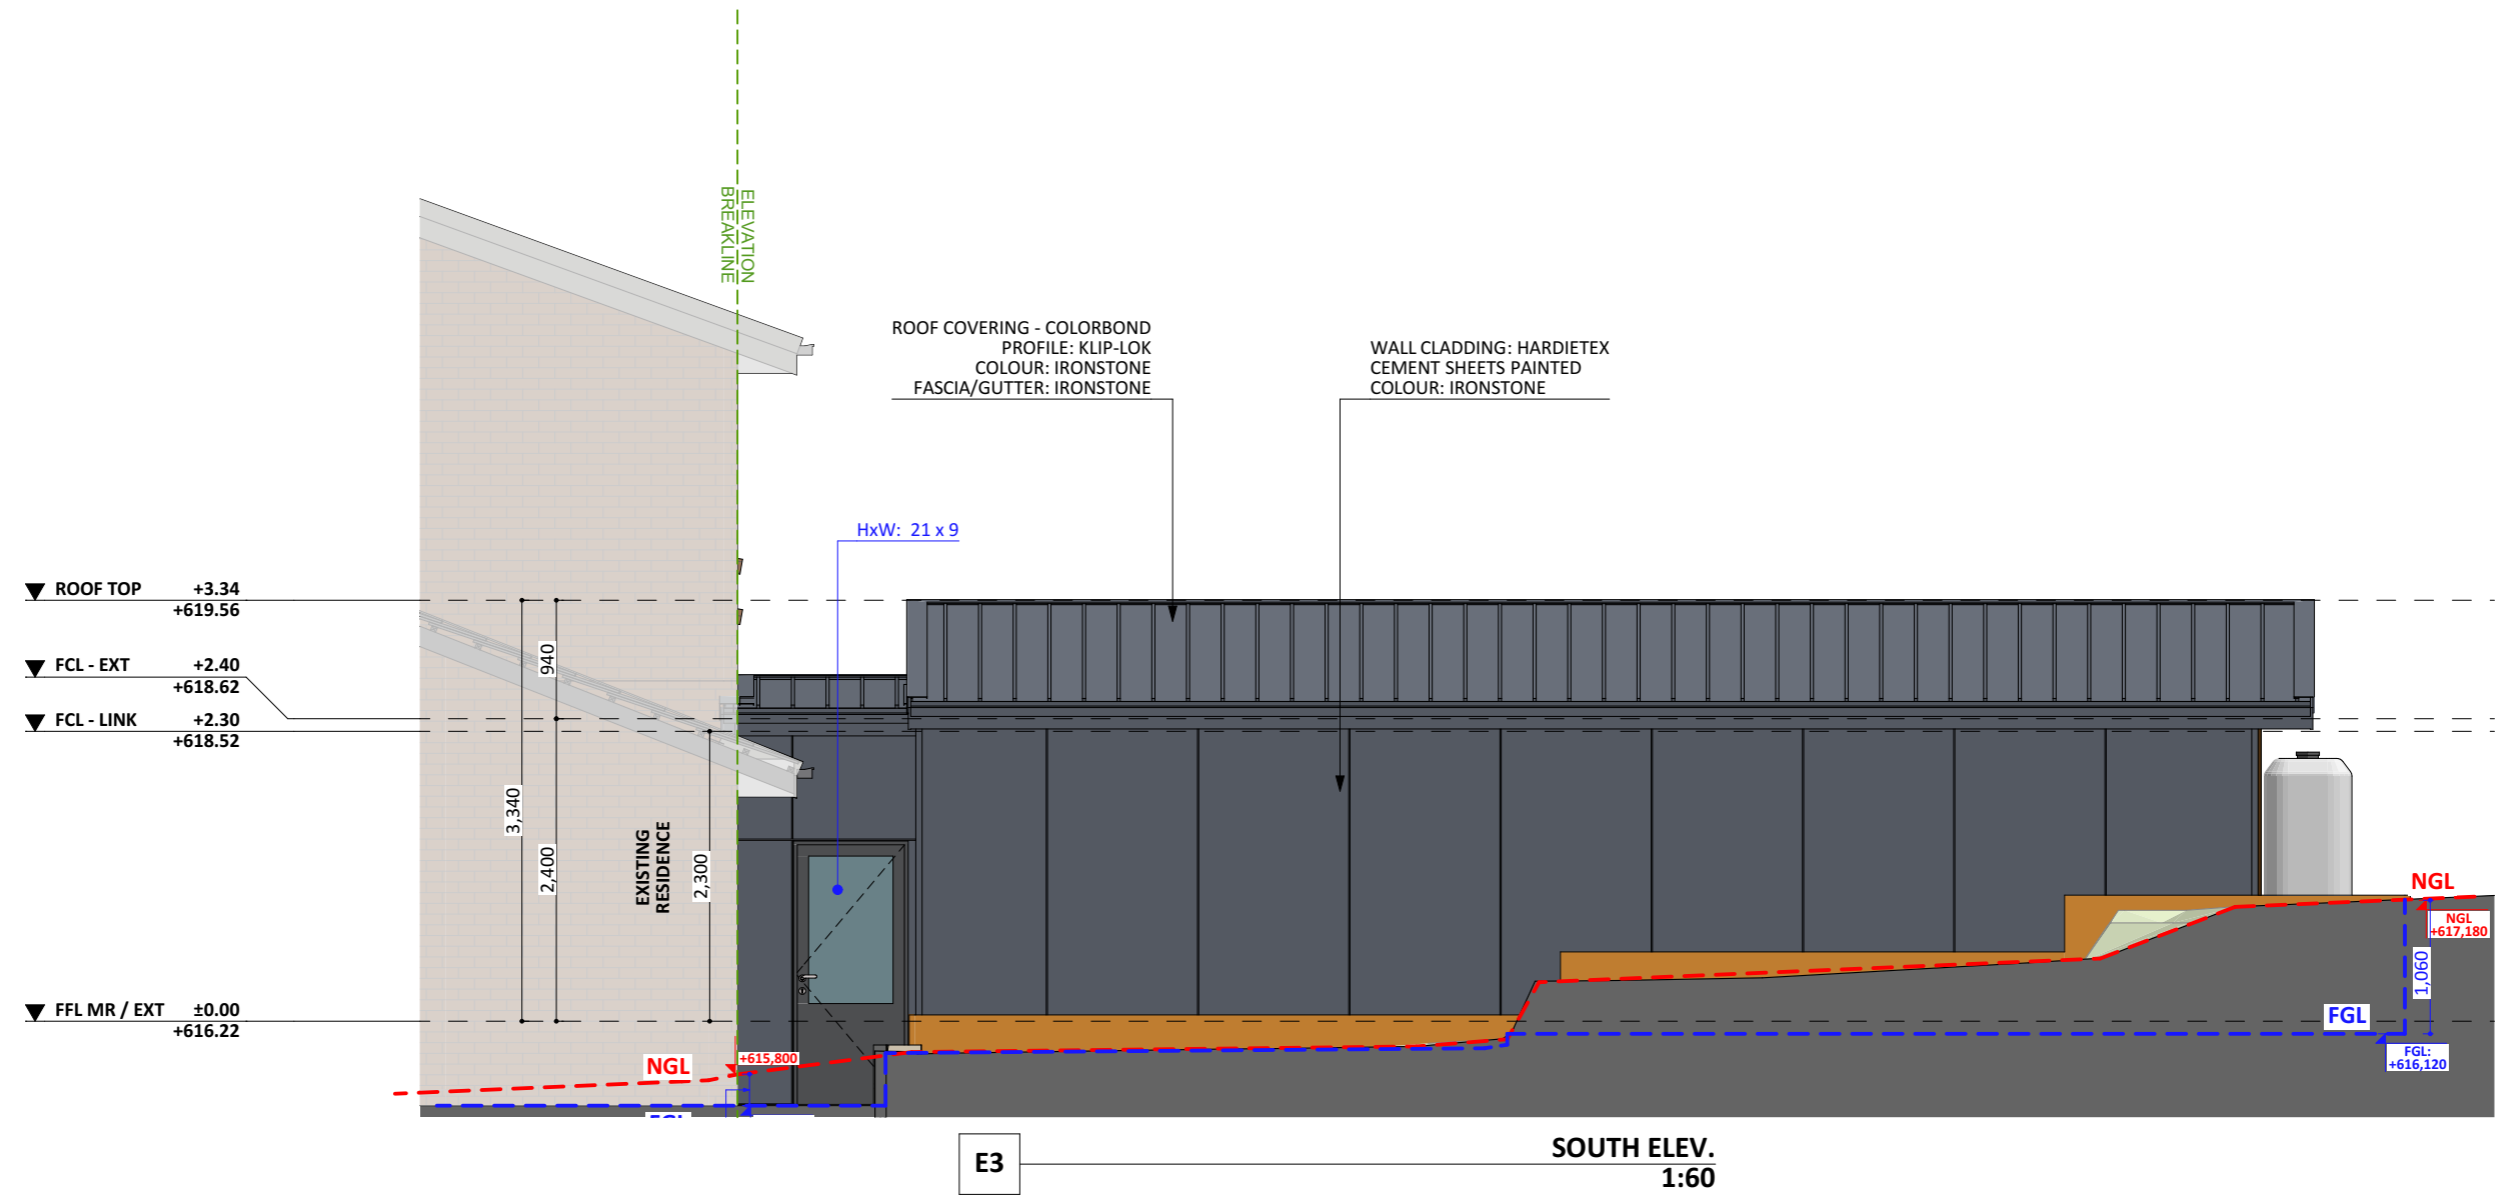 ELEVATION
BREAKLINE
ROOF COVERING - COLORBOND
PROFILE: KLIP-LOK
COLOUR: IRONSTONE
FASCIA/GUTTER: IRONSTONE
WALL CLADDING: HARDIETEX
CEMENT SHEETS PAINTED
COLOUR: IRONSTONE
HxW: 21 x 9
ROOF TOP +3.34
+619.56
FCL - EXT +2.40
+618.62
FCL - LINK +2.30
+618.52
FFL MR / EXT ±0.00
+616.22
940
3,340
2,400
2,300
EXISTING
RESIDENCE
NGL
+615,800
NGL
NGL
+617,180
1,060
FGL
FGL:
+616,120
E3
SOUTH ELEV.
1:60